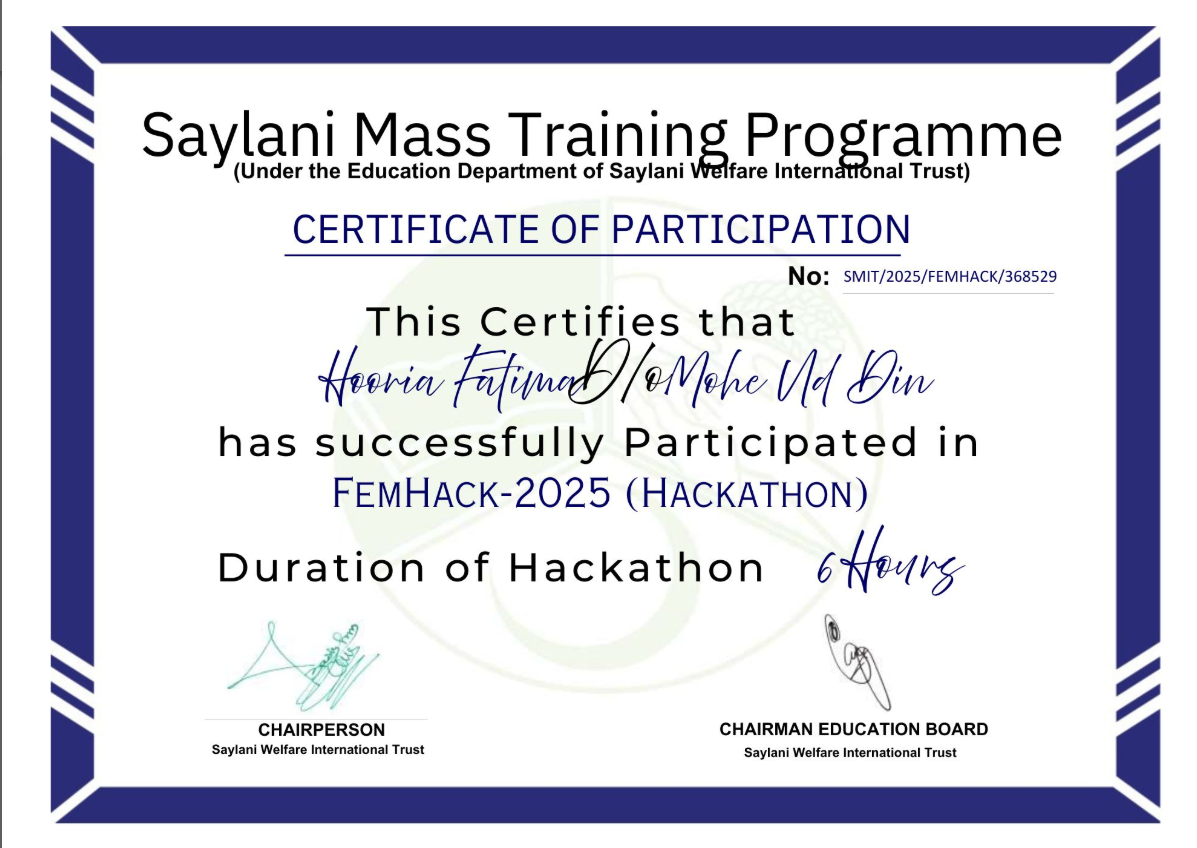 Saylani Mass Training Programme
(Under the Education Department of Saylani Welfare International Trust)
CERTIFICATE OF PARTICIPATION
No: SMIT/2025/FEMHACK/368529
This Certifies that
Hooria Fatima D/o Mohe Ud Din
has successfully Participated in
FEMHACK-2025 (HACKATHON)
Duration of Hackathon 6 Hours
CHAIRPERSON
Saylani Welfare International Trust
CHAIRMAN EDUCATION BOARD
Saylani Welfare International Trust